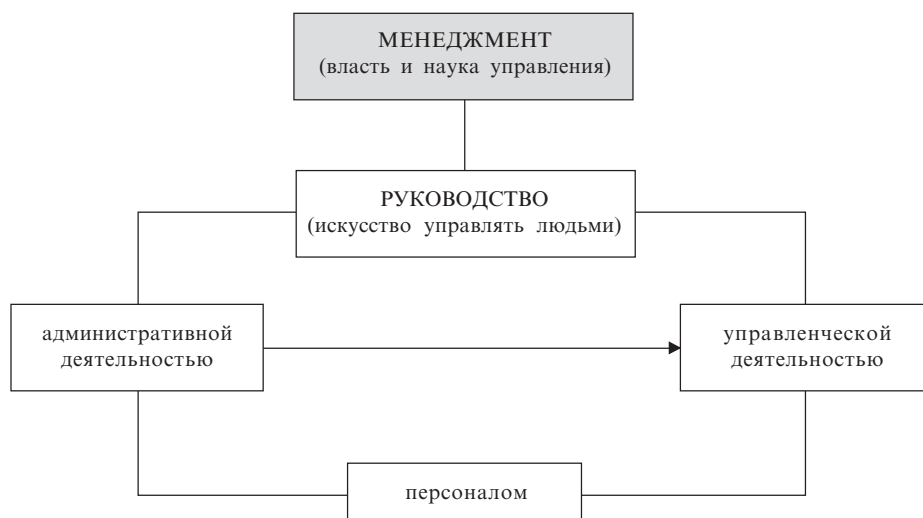 МЕНЕДЖМЕНТ
(власть и наука управления)
РУКОВОДСТВО
(искусство управлять людьми)
административной
деятельностью
управленческой
деятельностью
персоналом